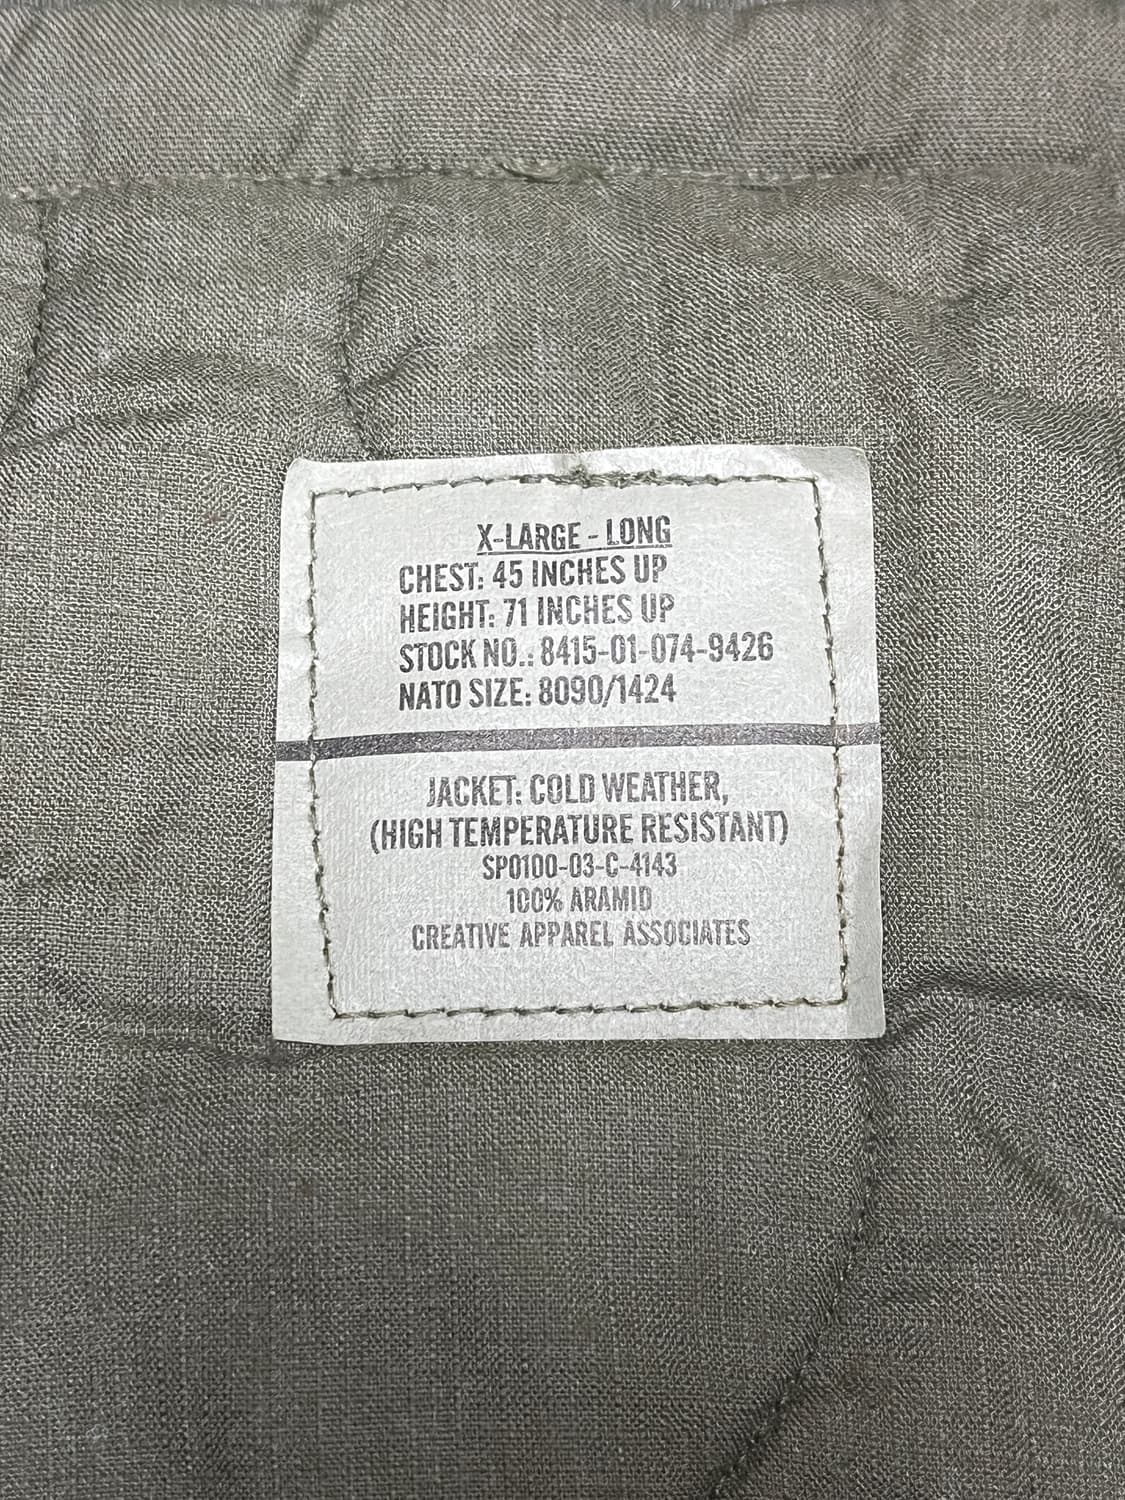 X-LARGE - LONG
CHEST: 45 INCHES UP
HEIGHT: 71 INCHES UP
STOCK NO.: 8415-01-074-9426
NATO SIZE: 8090/1424
JACKET: COLD WEATHER,
(HIGH TEMPERATURE RESISTANT)
SP0100-03-C-4143
100% ARAMID
CREATIVE APPAREL ASSOCIATES